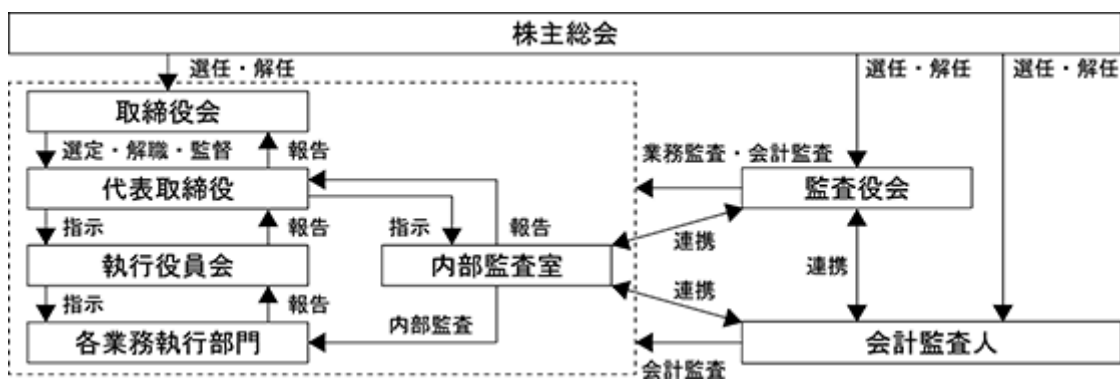 株主総会
選任・解任
選任・解任
選任・解任
取締役会
選定・解職・監督
報告
業務監査・会計監査
代表取締役
監査役会
指示
報告
指示
報告
連携
執行役員会
内部監査室
連携
指示
報告
連携
内部監査
各業務執行部門
会計監査人
会計監査